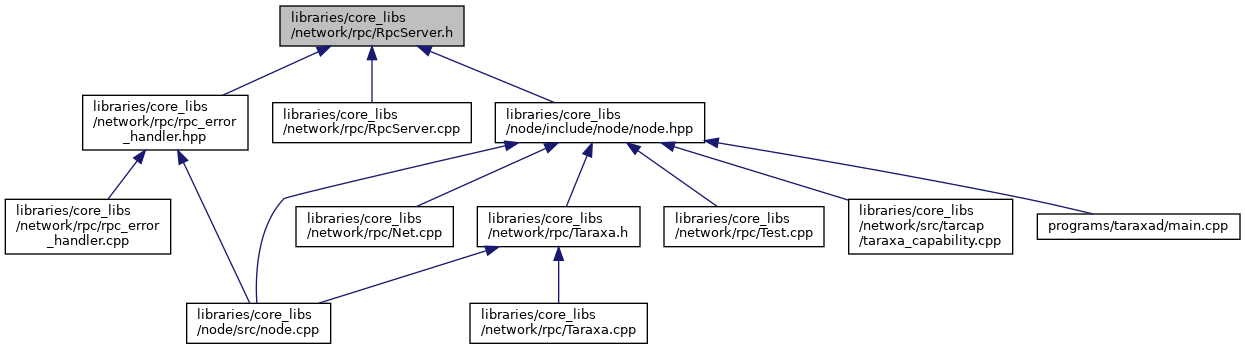 libraries/core_libs
/network/rpc/RpcServer.h
libraries/core_libs
/network/rpc/rpc_error
_handler.hpp
libraries/core_libs
/network/rpc/RpcServer.cpp
libraries/core_libs
/node/include/node/node.hpp
libraries/core_libs
/network/rpc/rpc_error
_handler.cpp
libraries/core_libs
/network/rpc/Net.cpp
libraries/core_libs
/network/rpc/Taraxa.h
libraries/core_libs
/network/rpc/Test.cpp
libraries/core_libs
/network/src/tarcap
/taraxa_capability.cpp
programs/taraxad/main.cpp
libraries/core_libs
/node/src/node.cpp
libraries/core_libs
/network/rpc/Taraxa.cpp